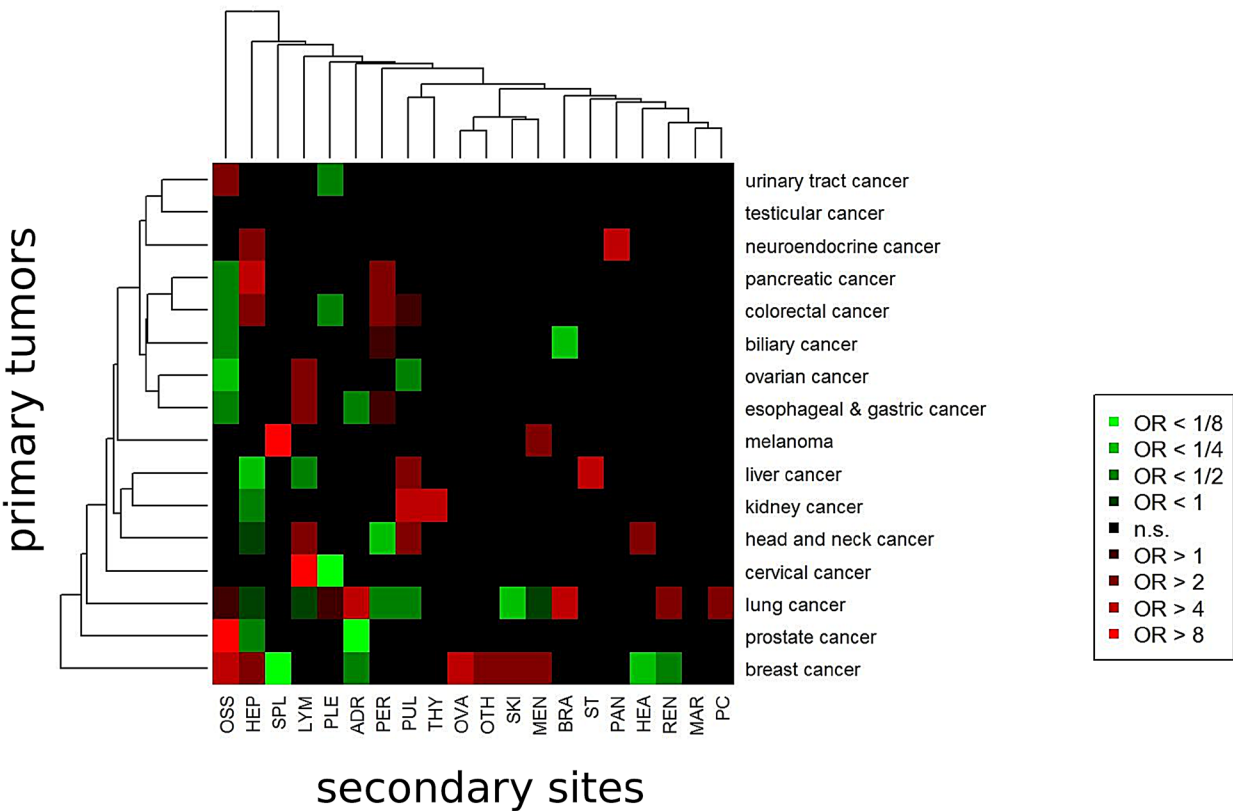 primary tumors
urinary tract cancer
testicular cancer
neuroendocrine cancer
pancreatic cancer
colorectal cancer
biliary cancer
ovarian cancer
esophageal & gastric cancer
melanoma
liver cancer
kidney cancer
head and neck cancer
cervical cancer
lung cancer
prostate cancer
breast cancer
OSS
HEP
SPL
LYM
PLE
ADR
PER
PUL
THY
OVA
OTH
SKI
MEN
BRA
ST
PAN
HEA
REN
MAR
PC
secondary sites
OR < 1/8
OR < 1/4
OR < 1/2
OR < 1
n.s.
OR > 1
OR > 2
OR > 4
OR > 8